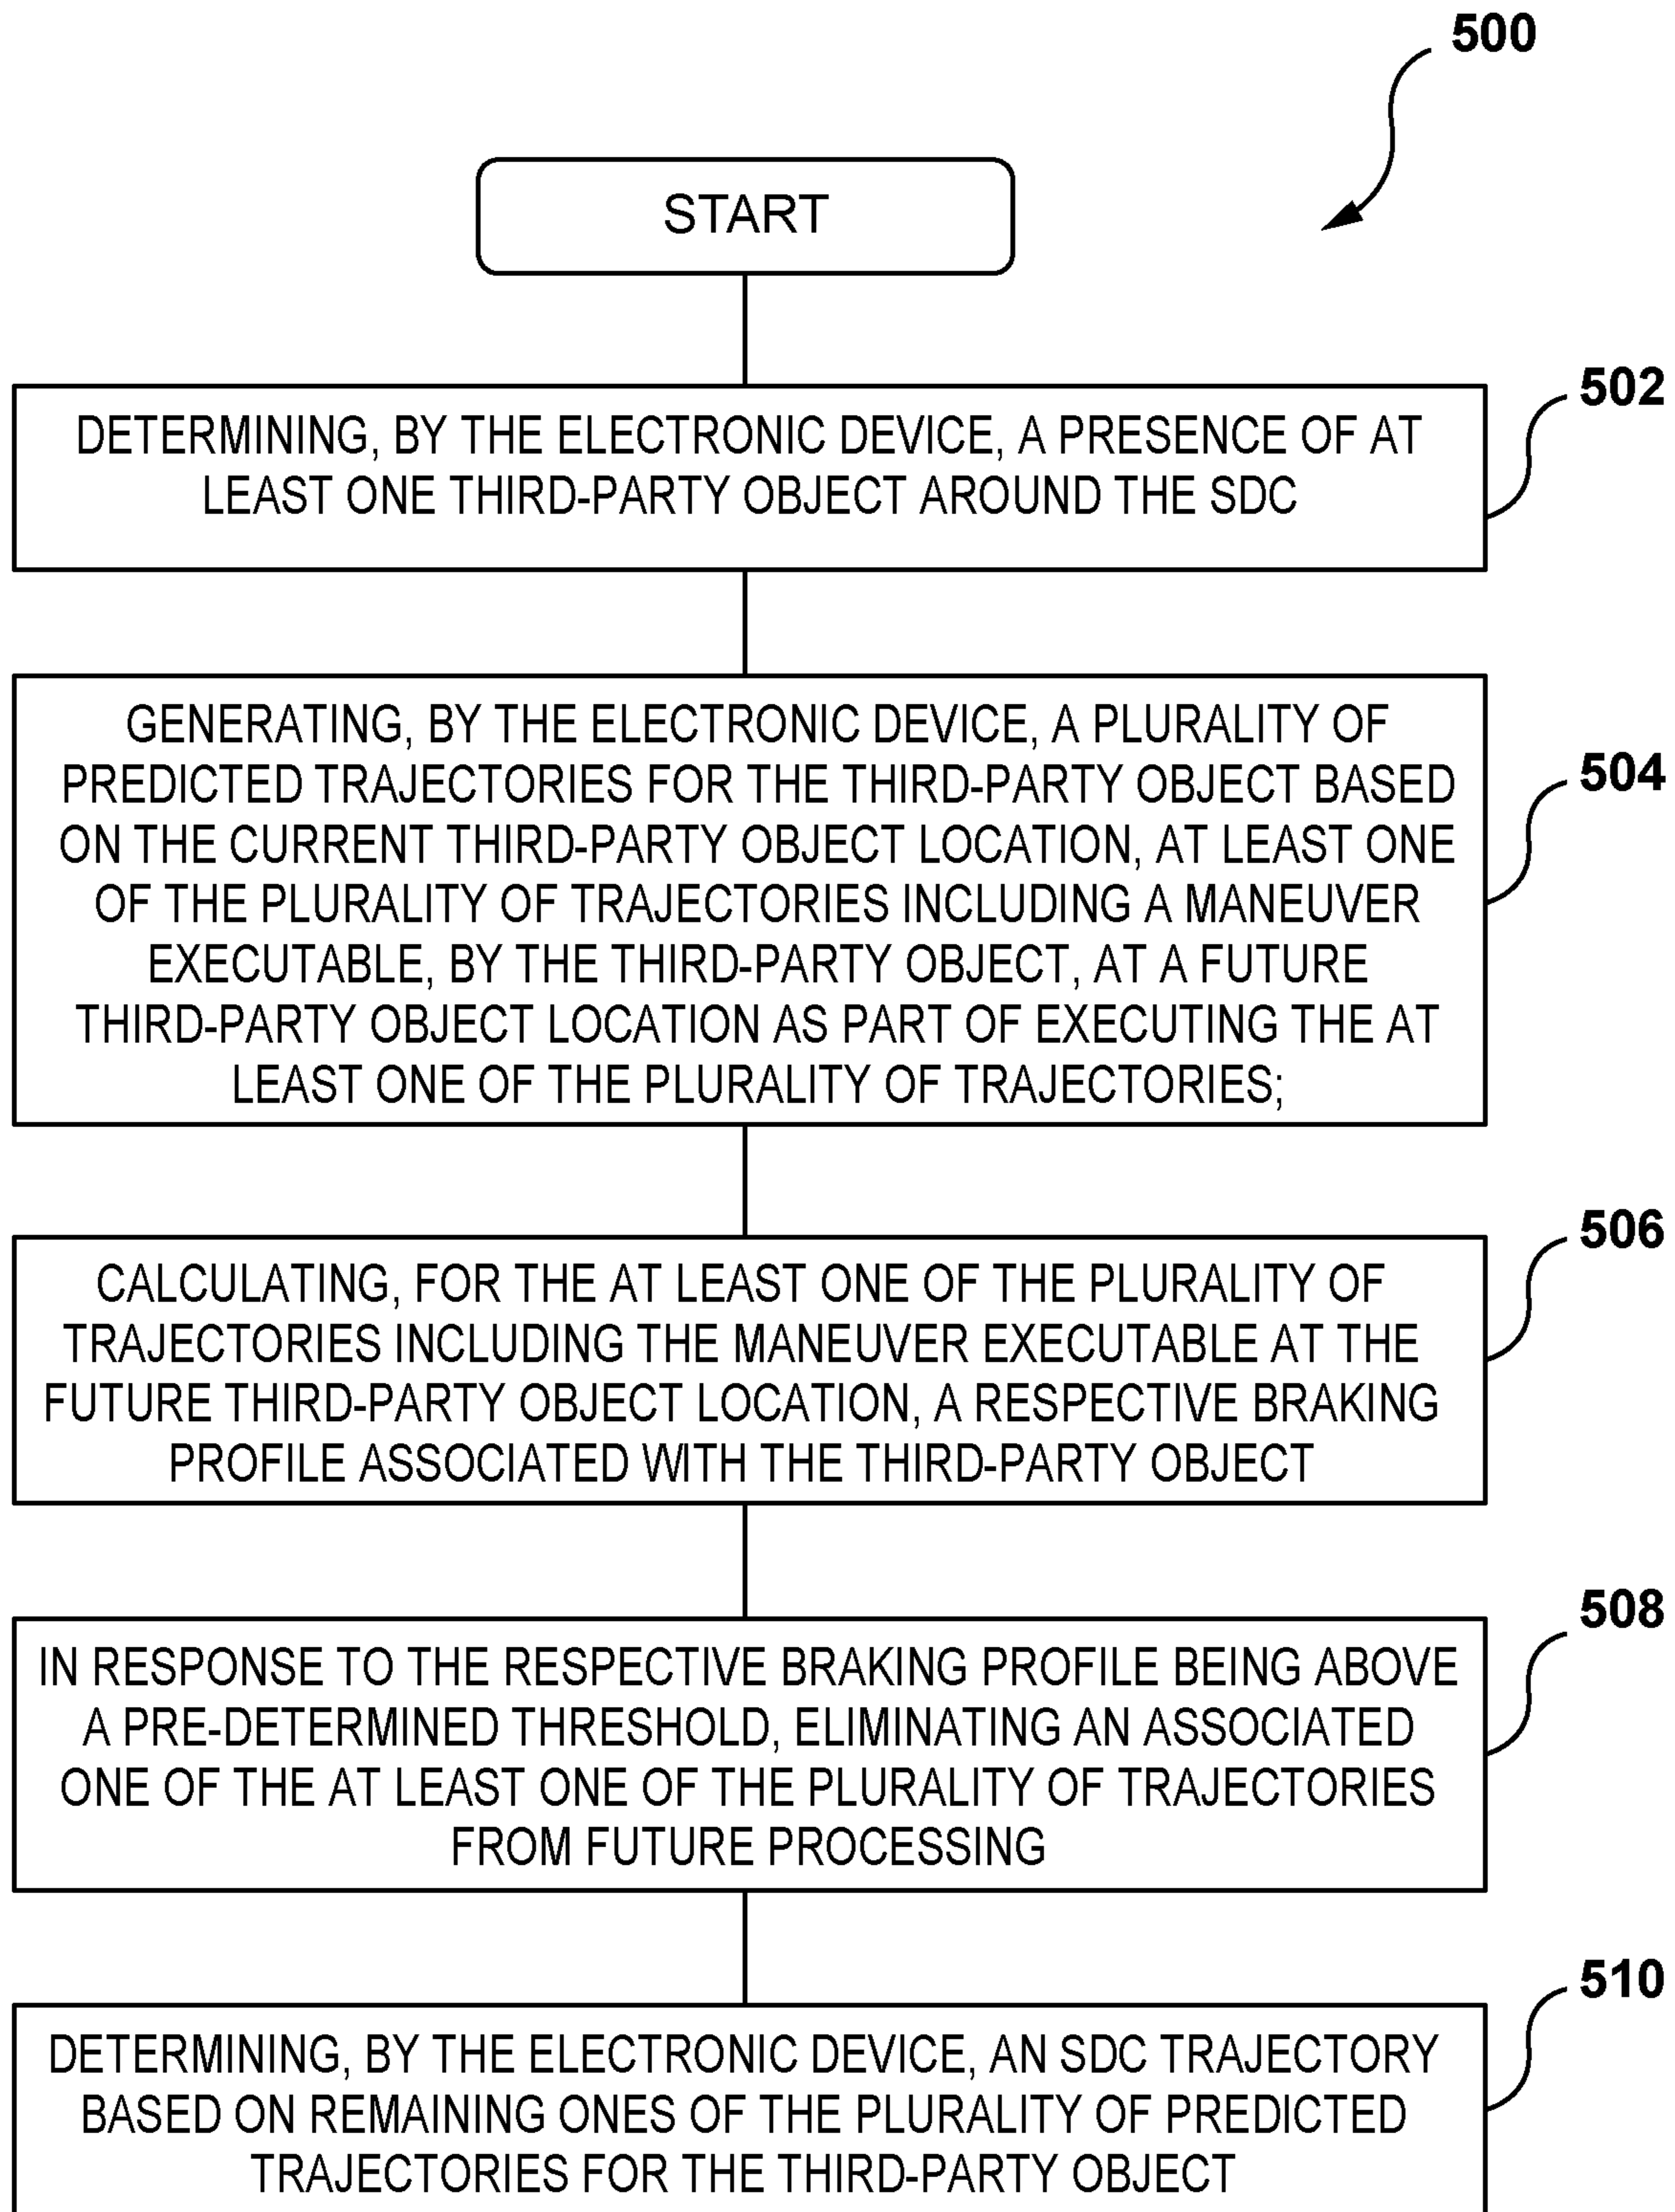 500
START
502
DETERMINING, BY THE ELECTRONIC DEVICE, A PRESENCE OF AT
LEAST ONE THIRD-PARTY OBJECT AROUND THE SDC
504
GENERATING, BY THE ELECTRONIC DEVICE, A PLURALITY OF
PREDICTED TRAJECTORIES FOR THE THIRD-PARTY OBJECT BASED
ON THE CURRENT THIRD-PARTY OBJECT LOCATION, AT LEAST ONE
OF THE PLURALITY OF TRAJECTORIES INCLUDING A MANEUVER
EXECUTABLE, BY THE THIRD-PARTY OBJECT, AT A FUTURE
THIRD-PARTY OBJECT LOCATION AS PART OF EXECUTING THE AT
LEAST ONE OF THE PLURALITY OF TRAJECTORIES;
506
CALCULATING, FOR THE AT LEAST ONE OF THE PLURALITY OF
TRAJECTORIES INCLUDING THE MANEUVER EXECUTABLE AT THE
FUTURE THIRD-PARTY OBJECT LOCATION, A RESPECTIVE BRAKING
PROFILE ASSOCIATED WITH THE THIRD-PARTY OBJECT
508
IN RESPONSE TO THE RESPECTIVE BRAKING PROFILE BEING ABOVE
A PRE-DETERMINED THRESHOLD, ELIMINATING AN ASSOCIATED
ONE OF THE AT LEAST ONE OF THE PLURALITY OF TRAJECTORIES
FROM FUTURE PROCESSING
510
DETERMINING, BY THE ELECTRONIC DEVICE, AN SDC TRAJECTORY
BASED ON REMAINING ONES OF THE PLURALITY OF PREDICTED
TRAJECTORIES FOR THE THIRD-PARTY OBJECT